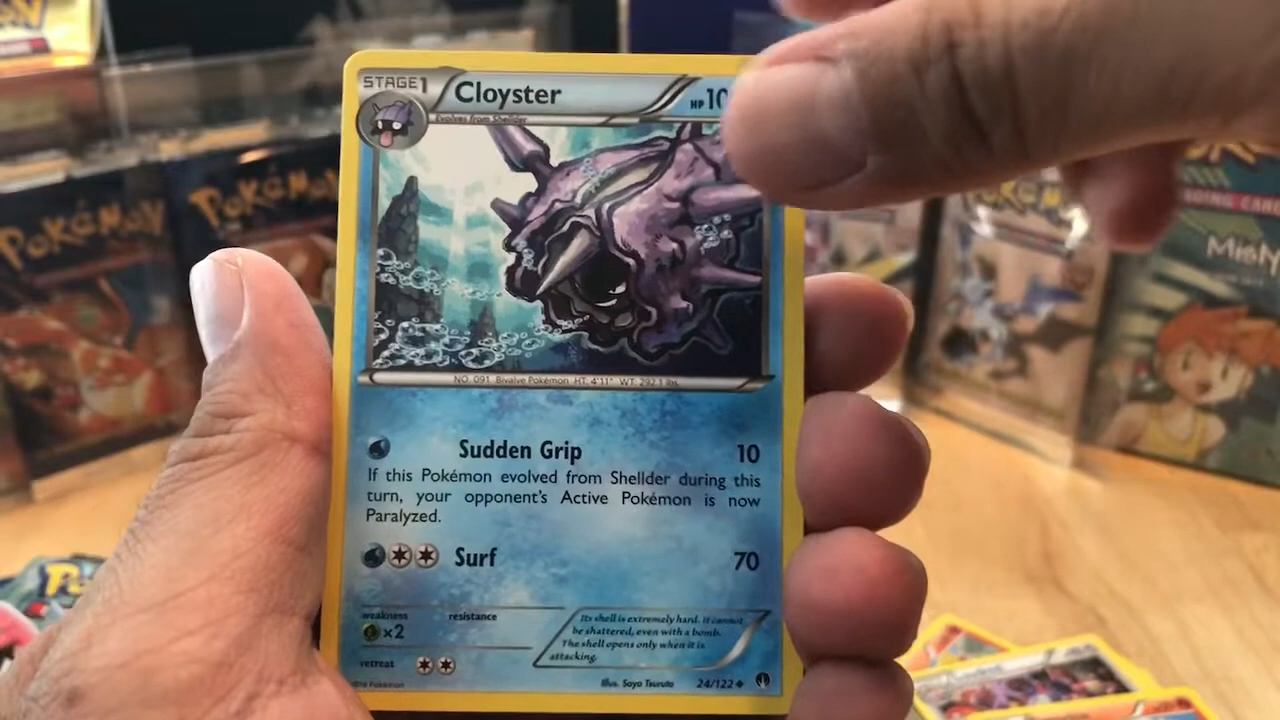 STAGE1
Cloyster
HP 10
Evolves from Shellder
NO. 091 Bivalve Pokémon HT. 4'11" WT. 292.1 lbs.
Sudden Grip 10
If this Pokémon evolved from Shellder during this
turn, your opponent's Active Pokémon is now
Paralyzed.
Surf 70
weakness resistance
×2
Its shell is extremely hard. It cannot
be shattered, even with a bomb.
The shell opens only when it is
attacking.
retreat
Illus. Sayo Tsuruta 24/122
POKéMON
POKéMON
MISTY